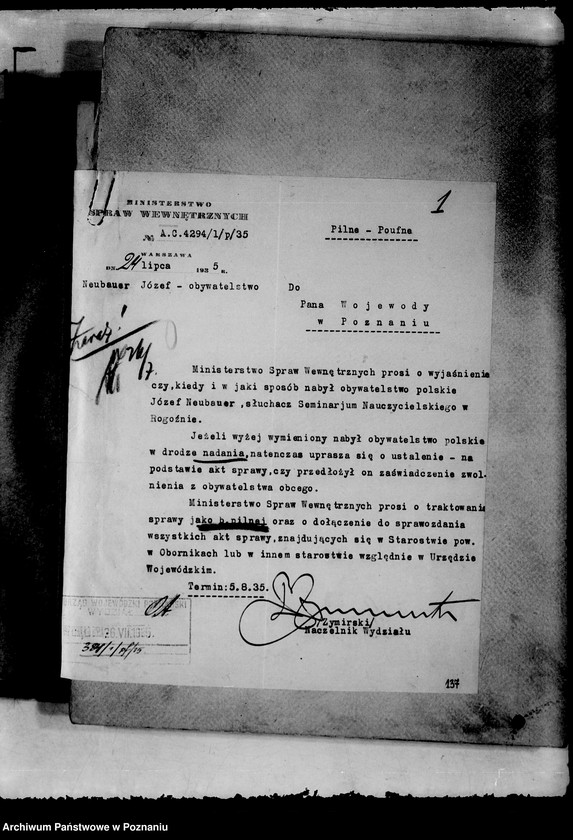 1
MINISTERSTWO
SPRAW WEWNĘTRZNYCH
№ A.C.4294/1/p/35
Pilne - Poufne
WARSZAWA
DN. 24 lipca 1935 R.
Neubauer Józef - obywatelstwo
Do
Pana Wojewody
w Poznaniu
Ministerstwo Spraw Wewnętrznych prosi o wyjaśnienie
czy,kiedy i w jaki sposób nabył obywatelstwo polskie
Józef Neubauer ,słuchacz Seminarjum Nauczycielskiego w
Rogoźnie.
Jeżeli wyżej wymieniony nabył obywatelstwo polskie
w drodze nadania,natenczas uprasza się o ustalenie - na
podstawie akt sprawy,czy przedłożył on zaświadczenie zwol-
nienia z obywatelstwa obcego.
Ministerstwo Spraw Wewnętrznych prosi o traktowanie
sprawy jako b.pilnej oraz o dołączenie do sprawozdania
wszystkich akt sprawy,znajdujących się w Starostwie pow.
w Obornikach lub w innem starostwie względnie w Urzędzie
Wojewódzkim.
Termin:5.8.35.
/Zymirski/
Naczelnik Wydziału
137
Archiwum Państwowe w Poznaniu